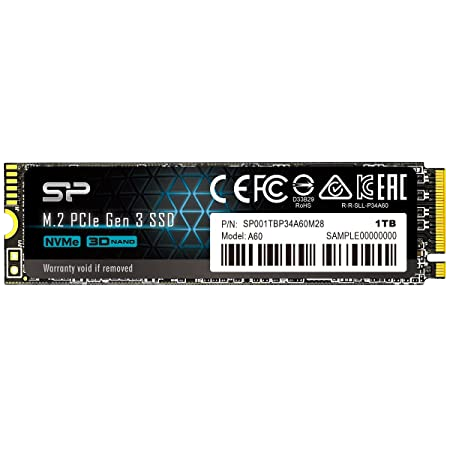 SP
M.2 PCIe Gen 3 SSD
NVMe 3D NAND
Warranty void if removed
CE FC D33B29 RoHS EAC
R-R-SLL-P34A60
P/N: SP001TBP34A60M28 1TB
Model: A60 SAMPLE00000000